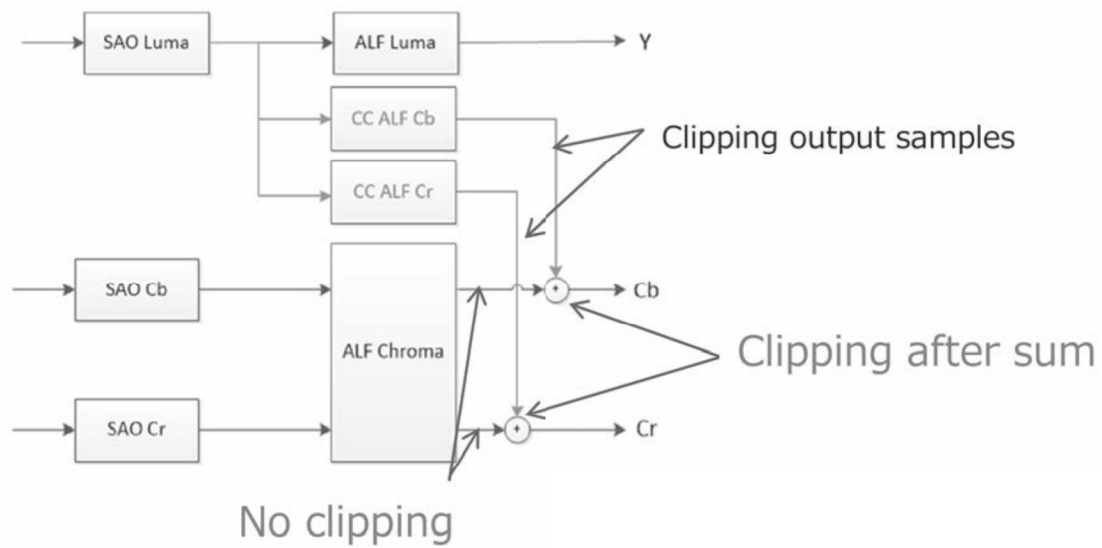 SAO Luma
ALF Luma
Y
CC ALF Cb
Clipping output samples
CC ALF Cr
SAO Cb
+
Cb
ALF Chroma
Clipping after sum
SAO Cr
+
Cr
No clipping